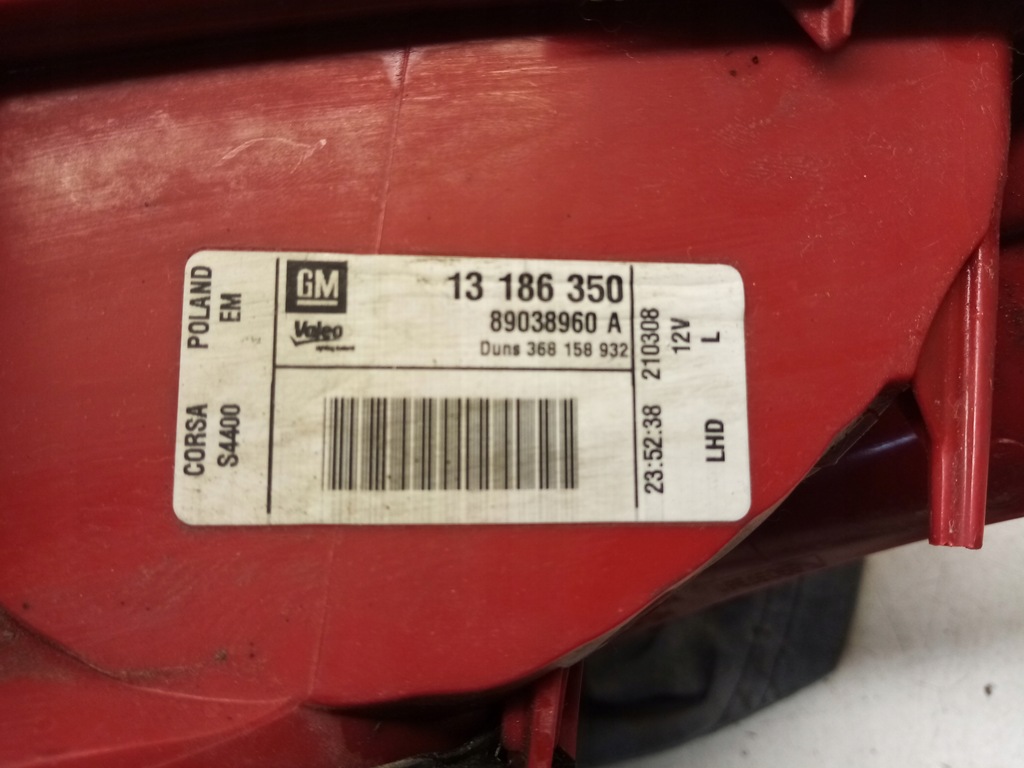 CORSA POLAND
S4400 EM
GM
Valeo
13 186 350
89038960 A
Duns 368 158 932
23:52:38 210308
12V
LHD L